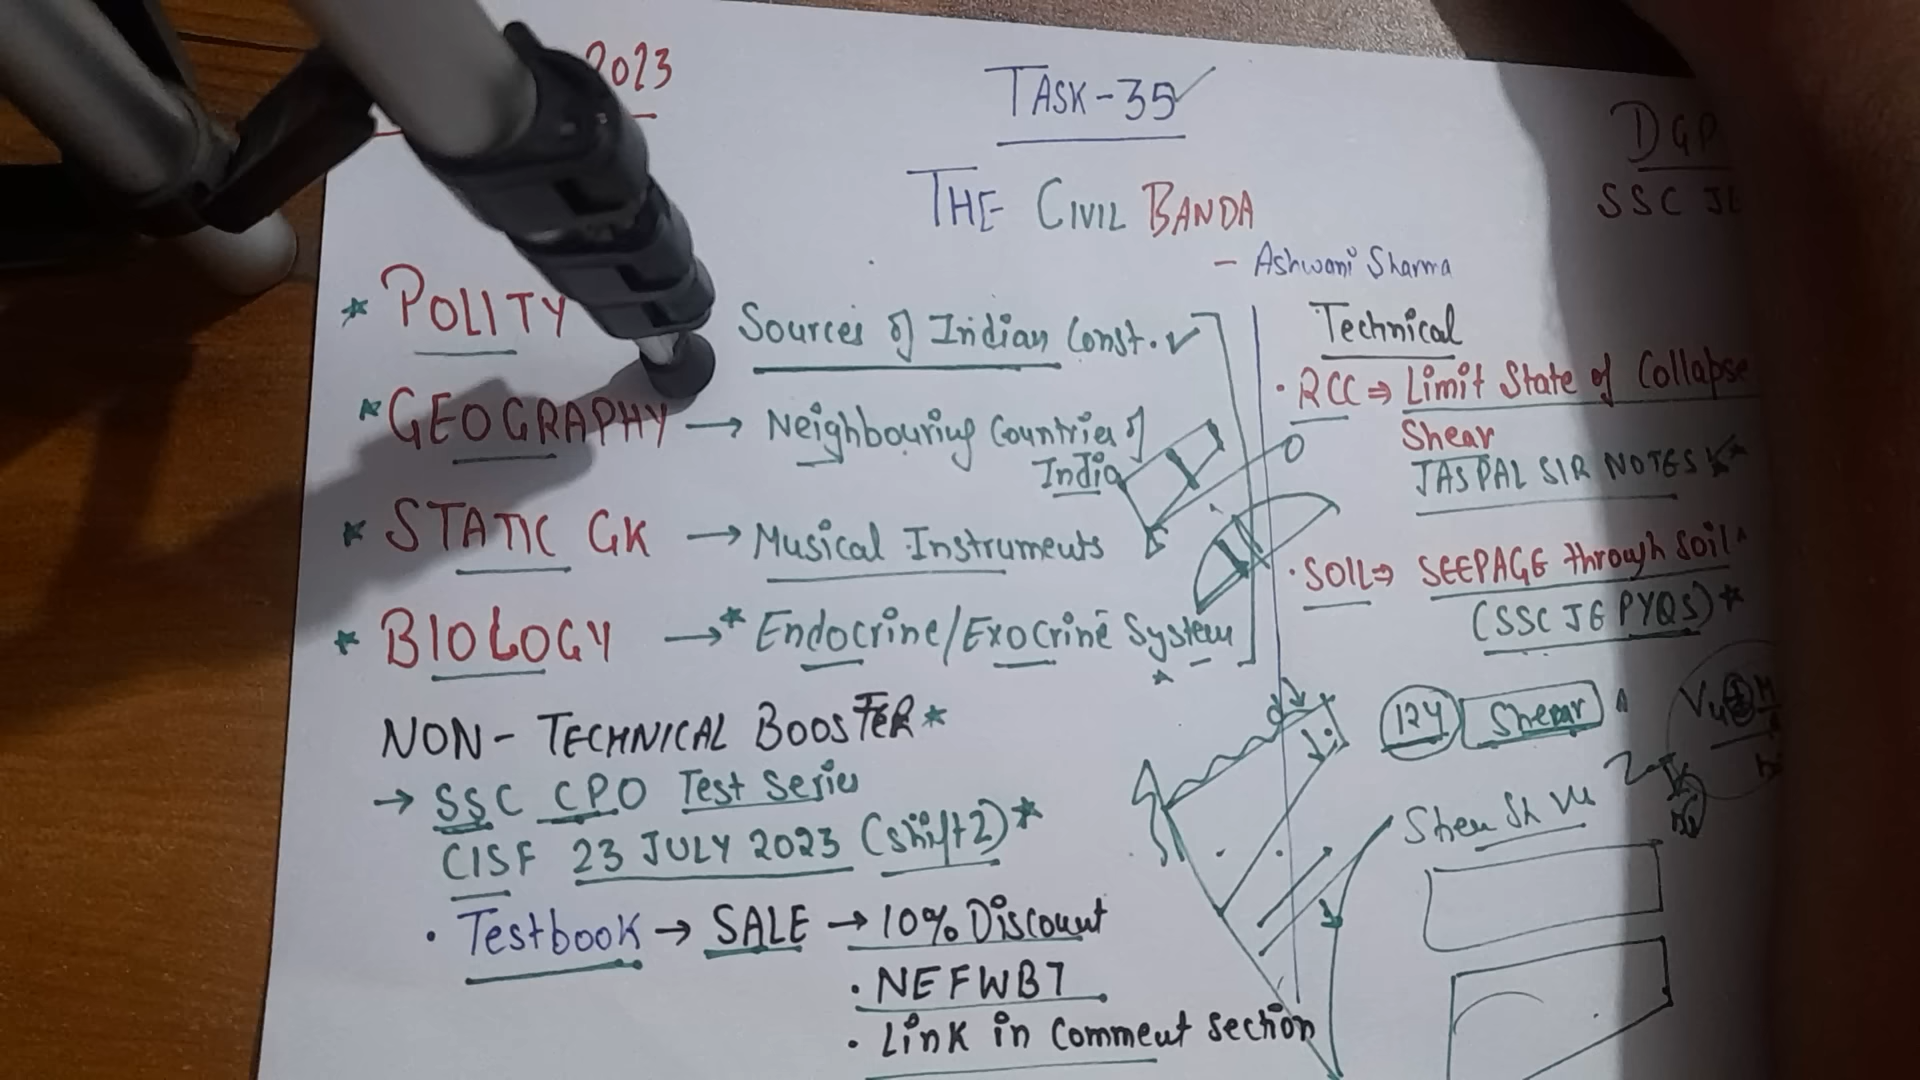 2023
TASK-35
THE CIVIL BANDA
- Ashwani Sharma
DGP
SSC JE
* POLITY
Sources of Indian Const.
* GEOGRAPHY → Neighbouring Countries of
India
* STATIC GK → Musical Instruments
* BIOLOGY → * Endocrine/Exocrine System
NON-TECHNICAL BOOSTER *
→ SSC CPO Test Series
CISF 23 JULY 2023 (Shift 2) *
· Testbook → SALE → 10% Discount
· NEFWB7
· Link in Comment section
Technical
· RCC ⇒ Limit State of Collapse
Shear
JASPAL SIR NOTES
· SOIL ⇒ SEEPAGE through Soil
(SSC JE PYQS) *
124 Shear